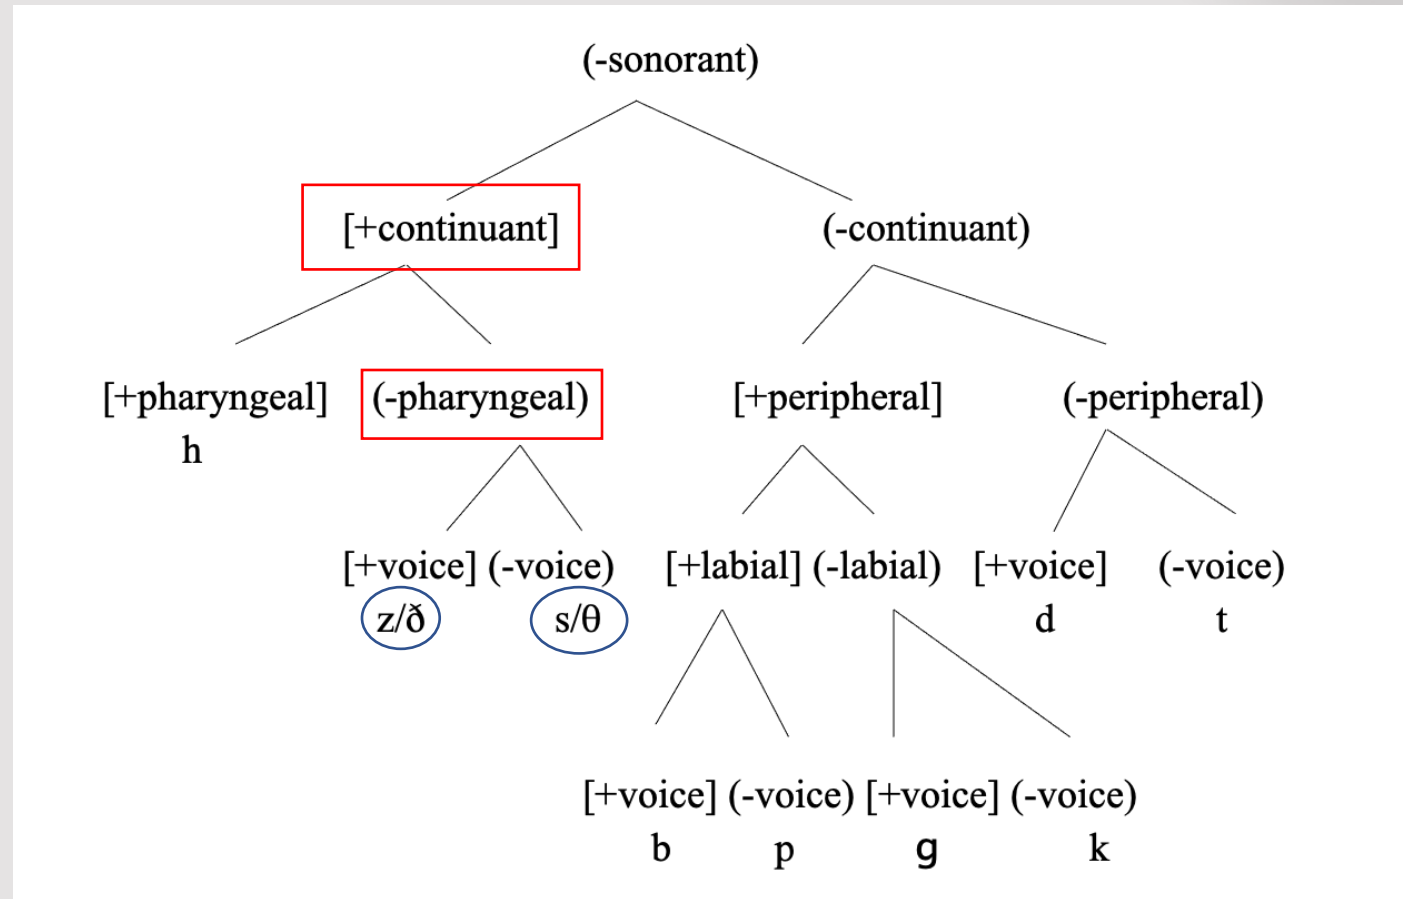 (-sonorant)
[+continuant] (-continuant)
[+pharyngeal] (-pharyngeal) [+peripheral] (-peripheral)
h
[+voice] (-voice) [+labial] (-labial) [+voice] (-voice)
z/ð s/θ d t
[+voice] (-voice) [+voice] (-voice)
b p g k